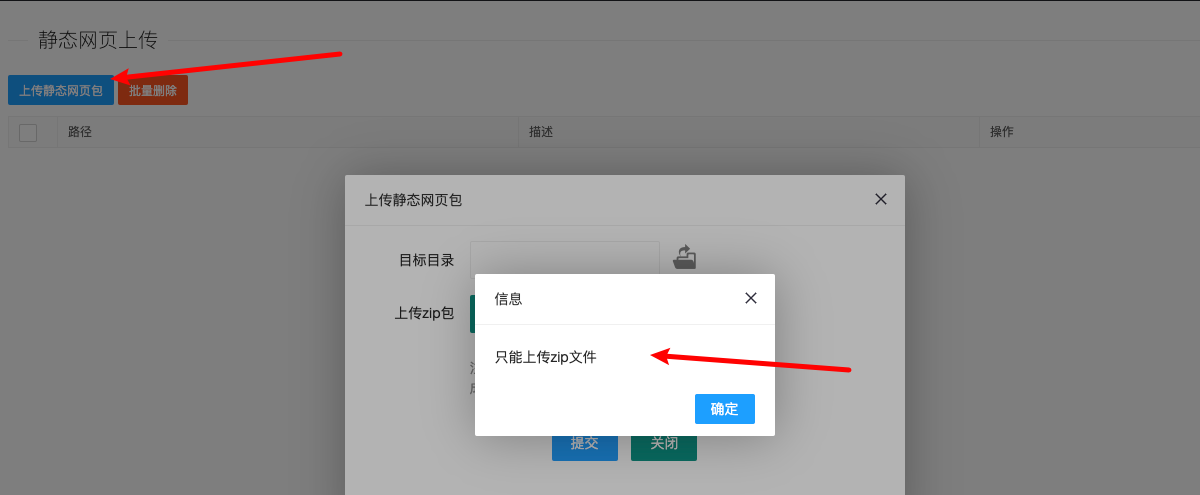 静态网页上传
上传静态网页包 批量删除
路径 描述 操作
上传静态网页包
目标目录
信息
上传zip包
只能上传zip文件
确定
提交 关闭